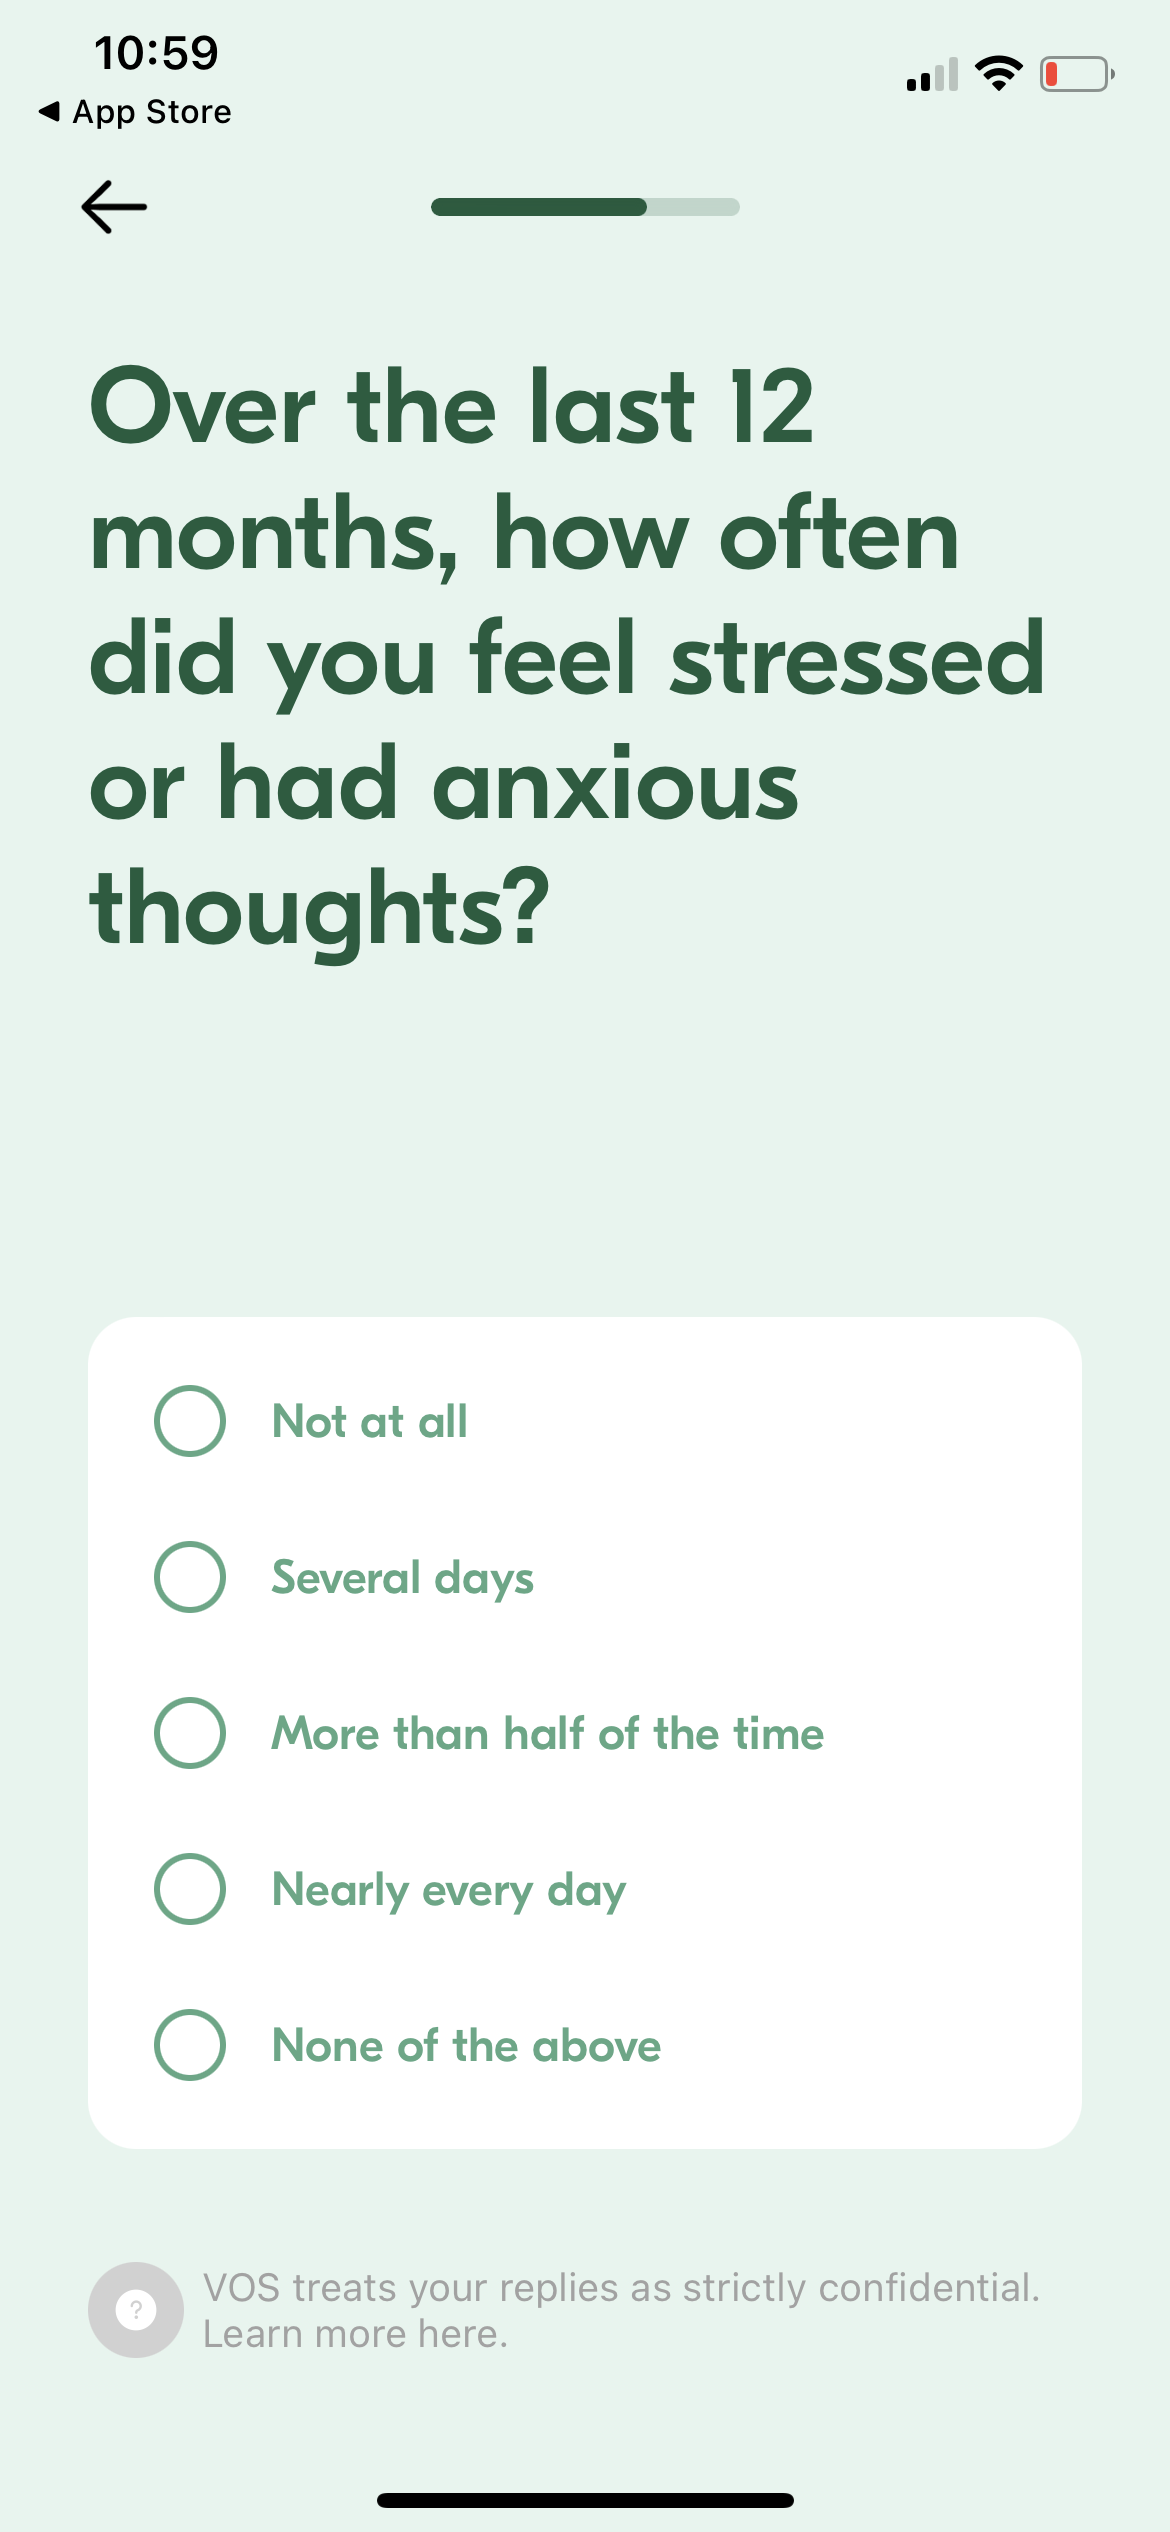 10:59
◀ App Store
Over the last 12
months, how often
did you feel stressed
or had anxious
thoughts?
Not at all
Several days
More than half of the time
Nearly every day
None of the above
?
VOS treats your replies as strictly confidential.
Learn more here.